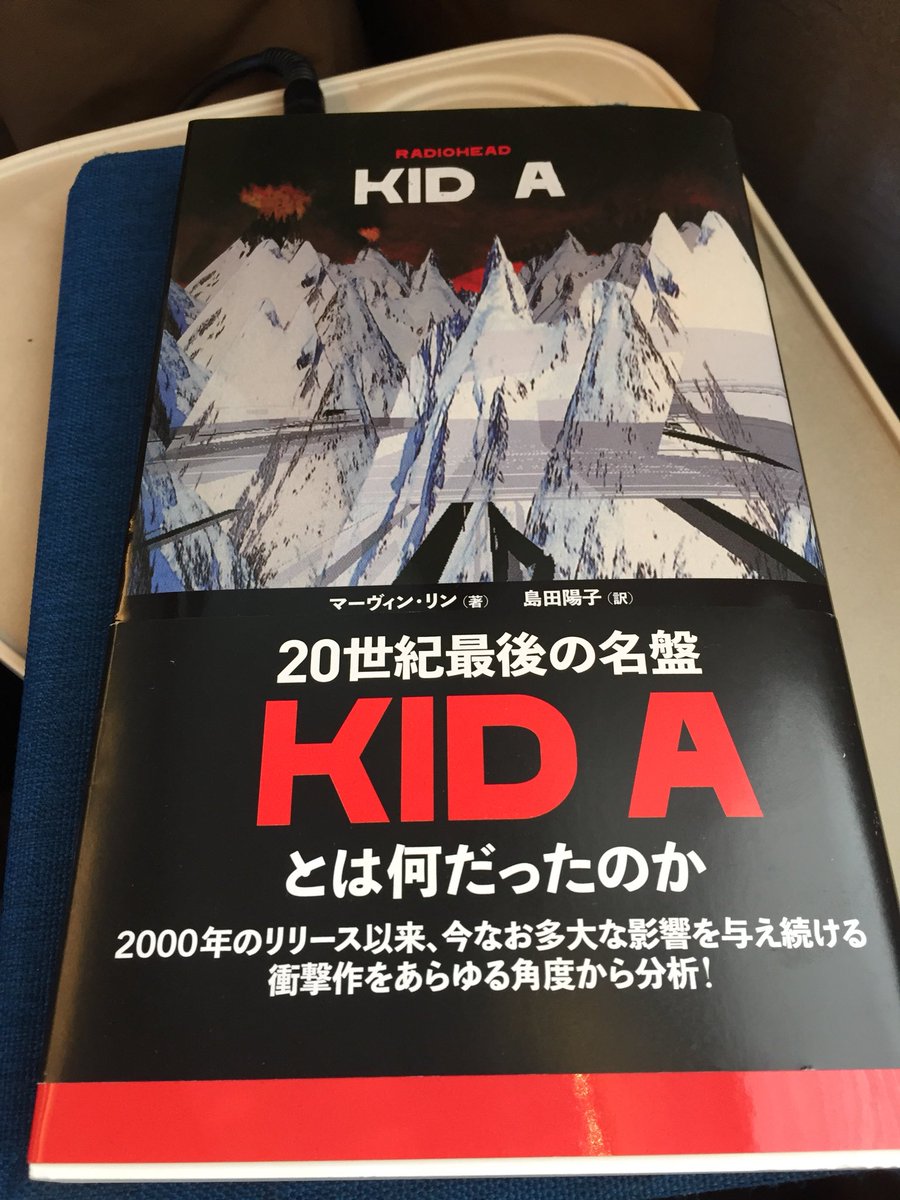 RADIOHEAD
KID A
マーヴィン・リン(著) 島田陽子(訳)
20世紀最後の名盤
KID A
とは何だったのか
2000年のリリース以来、今なお多大な影響を与え続ける
衝撃作をあらゆる角度から分析!